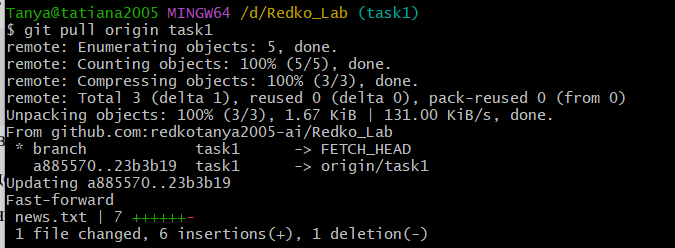 Tanya@tatiana2005 MINGW64 /d/Redko_Lab (task1)
$ git pull origin task1
remote: Enumerating objects: 5, done.
remote: Counting objects: 100% (5/5), done.
remote: Compressing objects: 100% (3/3), done.
remote: Total 3 (delta 1), reused 0 (delta 0), pack-reused 0 (from 0)
Unpacking objects: 100% (3/3), 1.67 KiB | 131.00 KiB/s, done.
From github.com:redkotanya2005-ai/Redko_Lab
 * branch            task1      -> FETCH_HEAD
   a885570..23b3b19  task1      -> origin/task1
Updating a885570..23b3b19
Fast-forward
 news.txt | 7 ++++++-
 1 file changed, 6 insertions(+), 1 deletion(-)